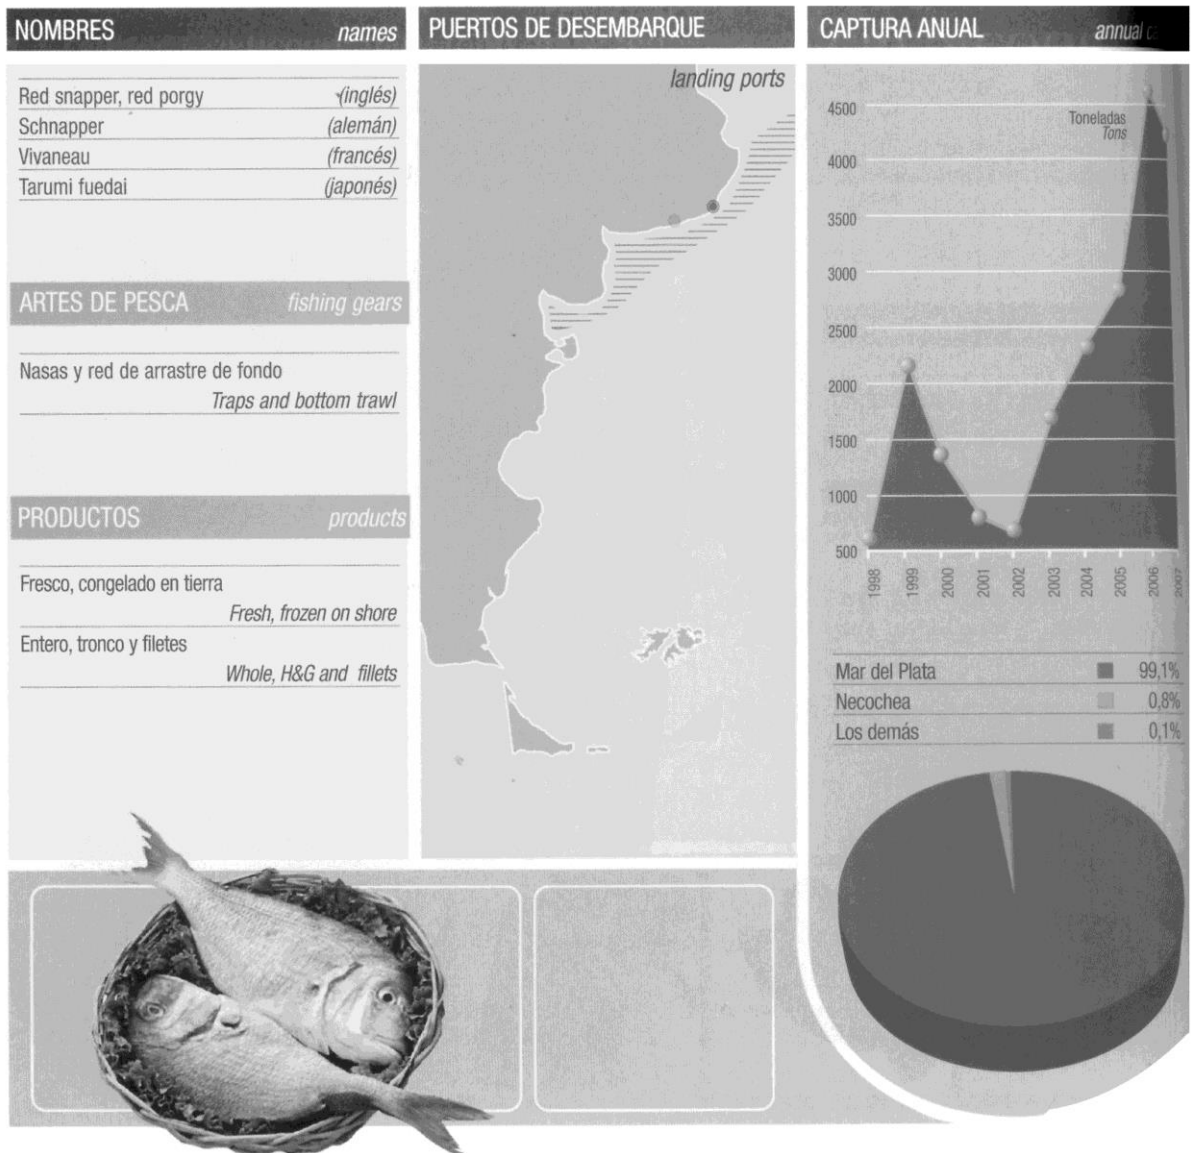 NOMBRES names
Red snapper, red porgy (inglés)
Schnapper (alemán)
Vivaneau (francés)
Tarumi fuedai (japonés)
ARTES DE PESCA fishing gears
Nasas y red de arrastre de fondo
Traps and bottom trawl
PRODUCTOS products
Fresco, congelado en tierra
Fresh, frozen on shore
Entero, tronco y filetes
Whole, H&G and fillets
PUERTOS DE DESEMBARQUE
landing ports
CAPTURA ANUAL annual
Toneladas
Tons
4500
4000
3500
3000
2500
2000
1500
1000
500
1998 1999 2000 2001 2002 2003 2004 2005 2006 2007
Mar del Plata 99,1%
Necochea 0,8%
Los demás 0,1%